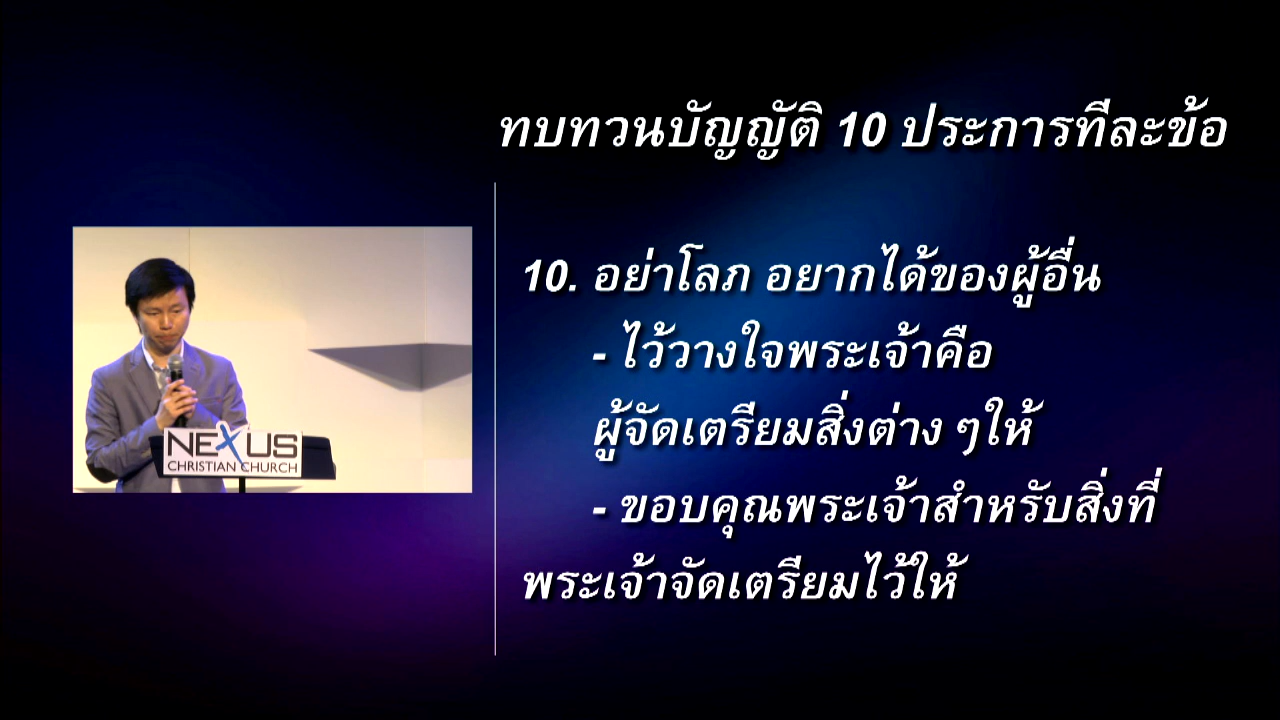 ทบทวนบัญญัติ 10 ประการทีละข้อ
10. อย่าโลภ อยากได้ของผู้อื่น
- ไว้วางใจพระเจ้าคือ
ผู้จัดเตรียมสิ่งต่าง ๆให้
- ขอบคุณพระเจ้าสำหรับสิ่งที่
พระเจ้าจัดเตรียมไว้ให้
NEXUS
CHRISTIAN CHURCH